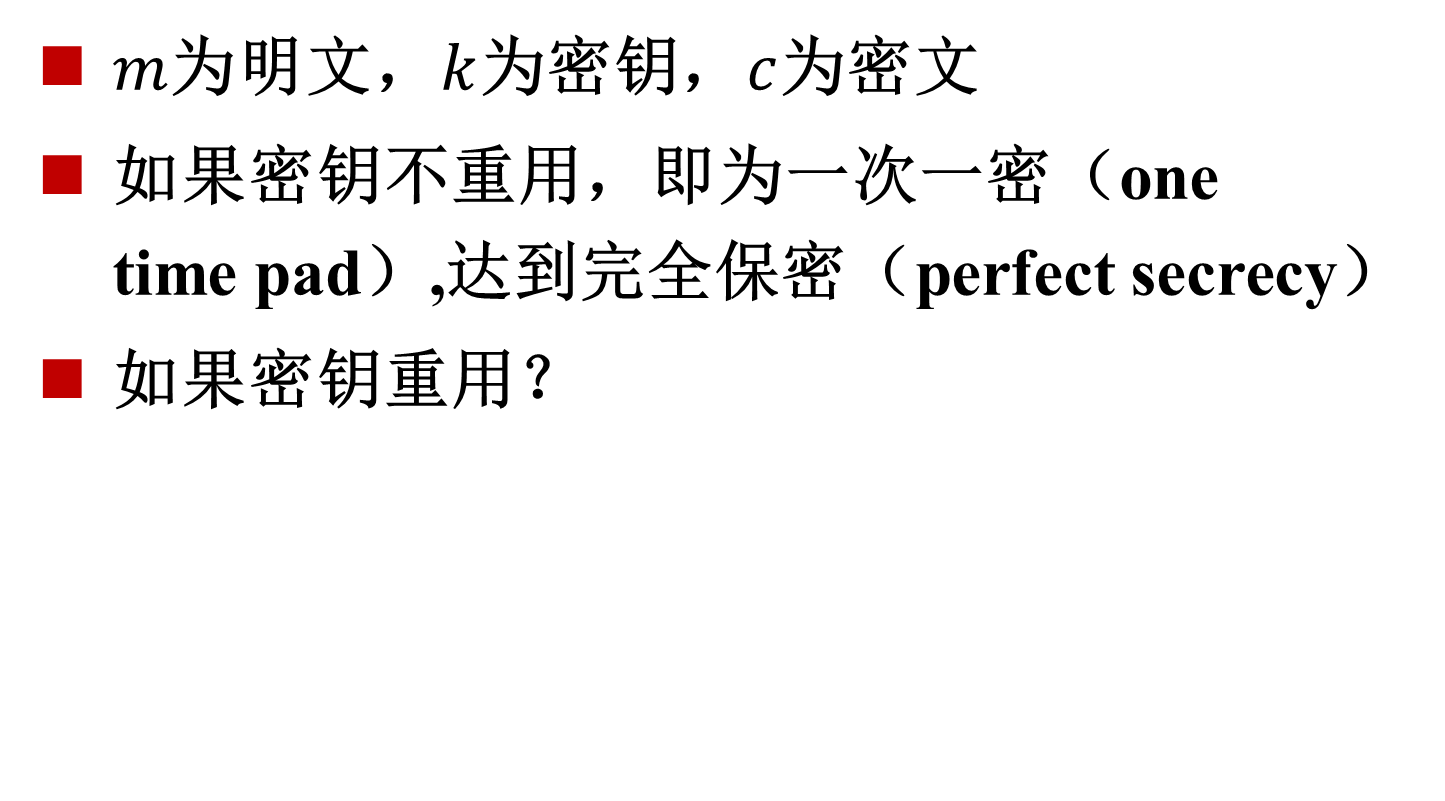 𝑚为明文，𝑘为密钥，𝑐为密文
如果密钥不重用，即为一次一密（one
time pad）,达到完全保密（perfect secrecy）
如果密钥重用？